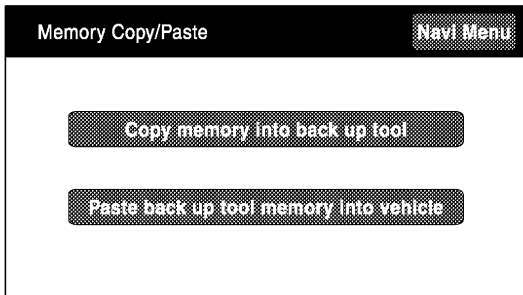 Memory Copy/Paste
Navi Menu
Copy memory into back up tool
Paste back up tool memory into vehicle